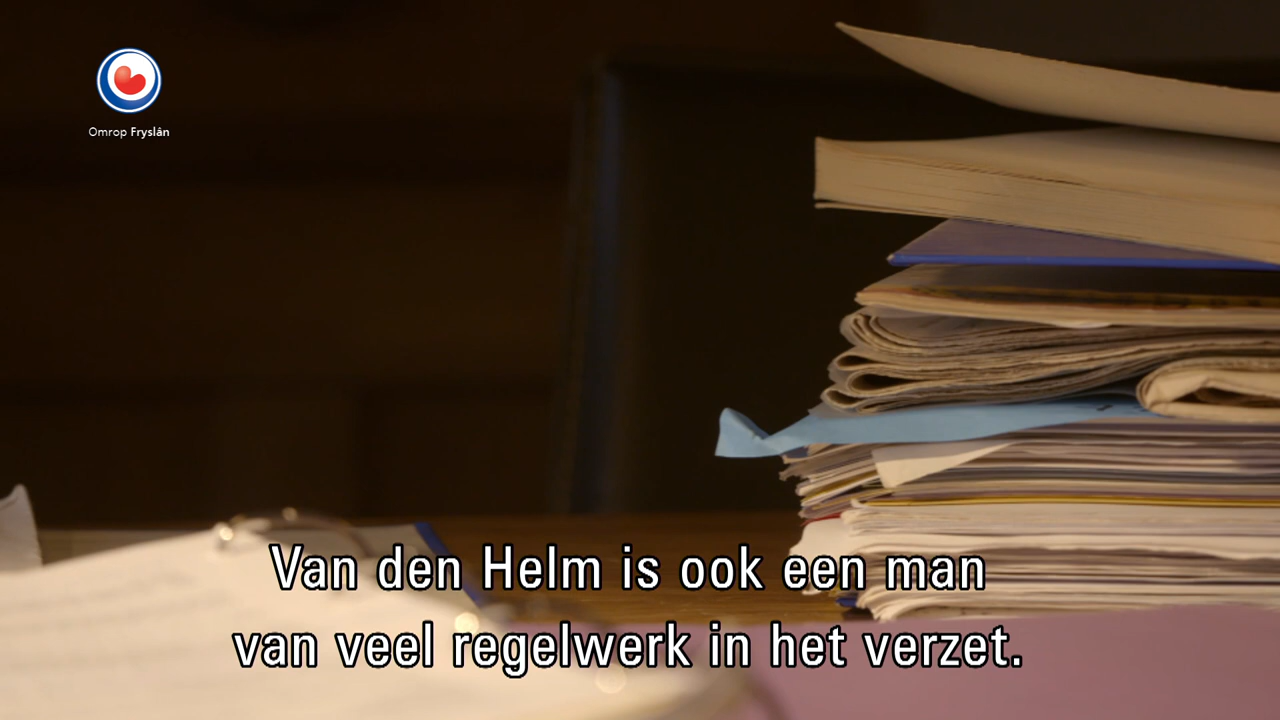 Omrop Fryslân
Van den Helm is ook een man
van veel regelwerk in het verzet.